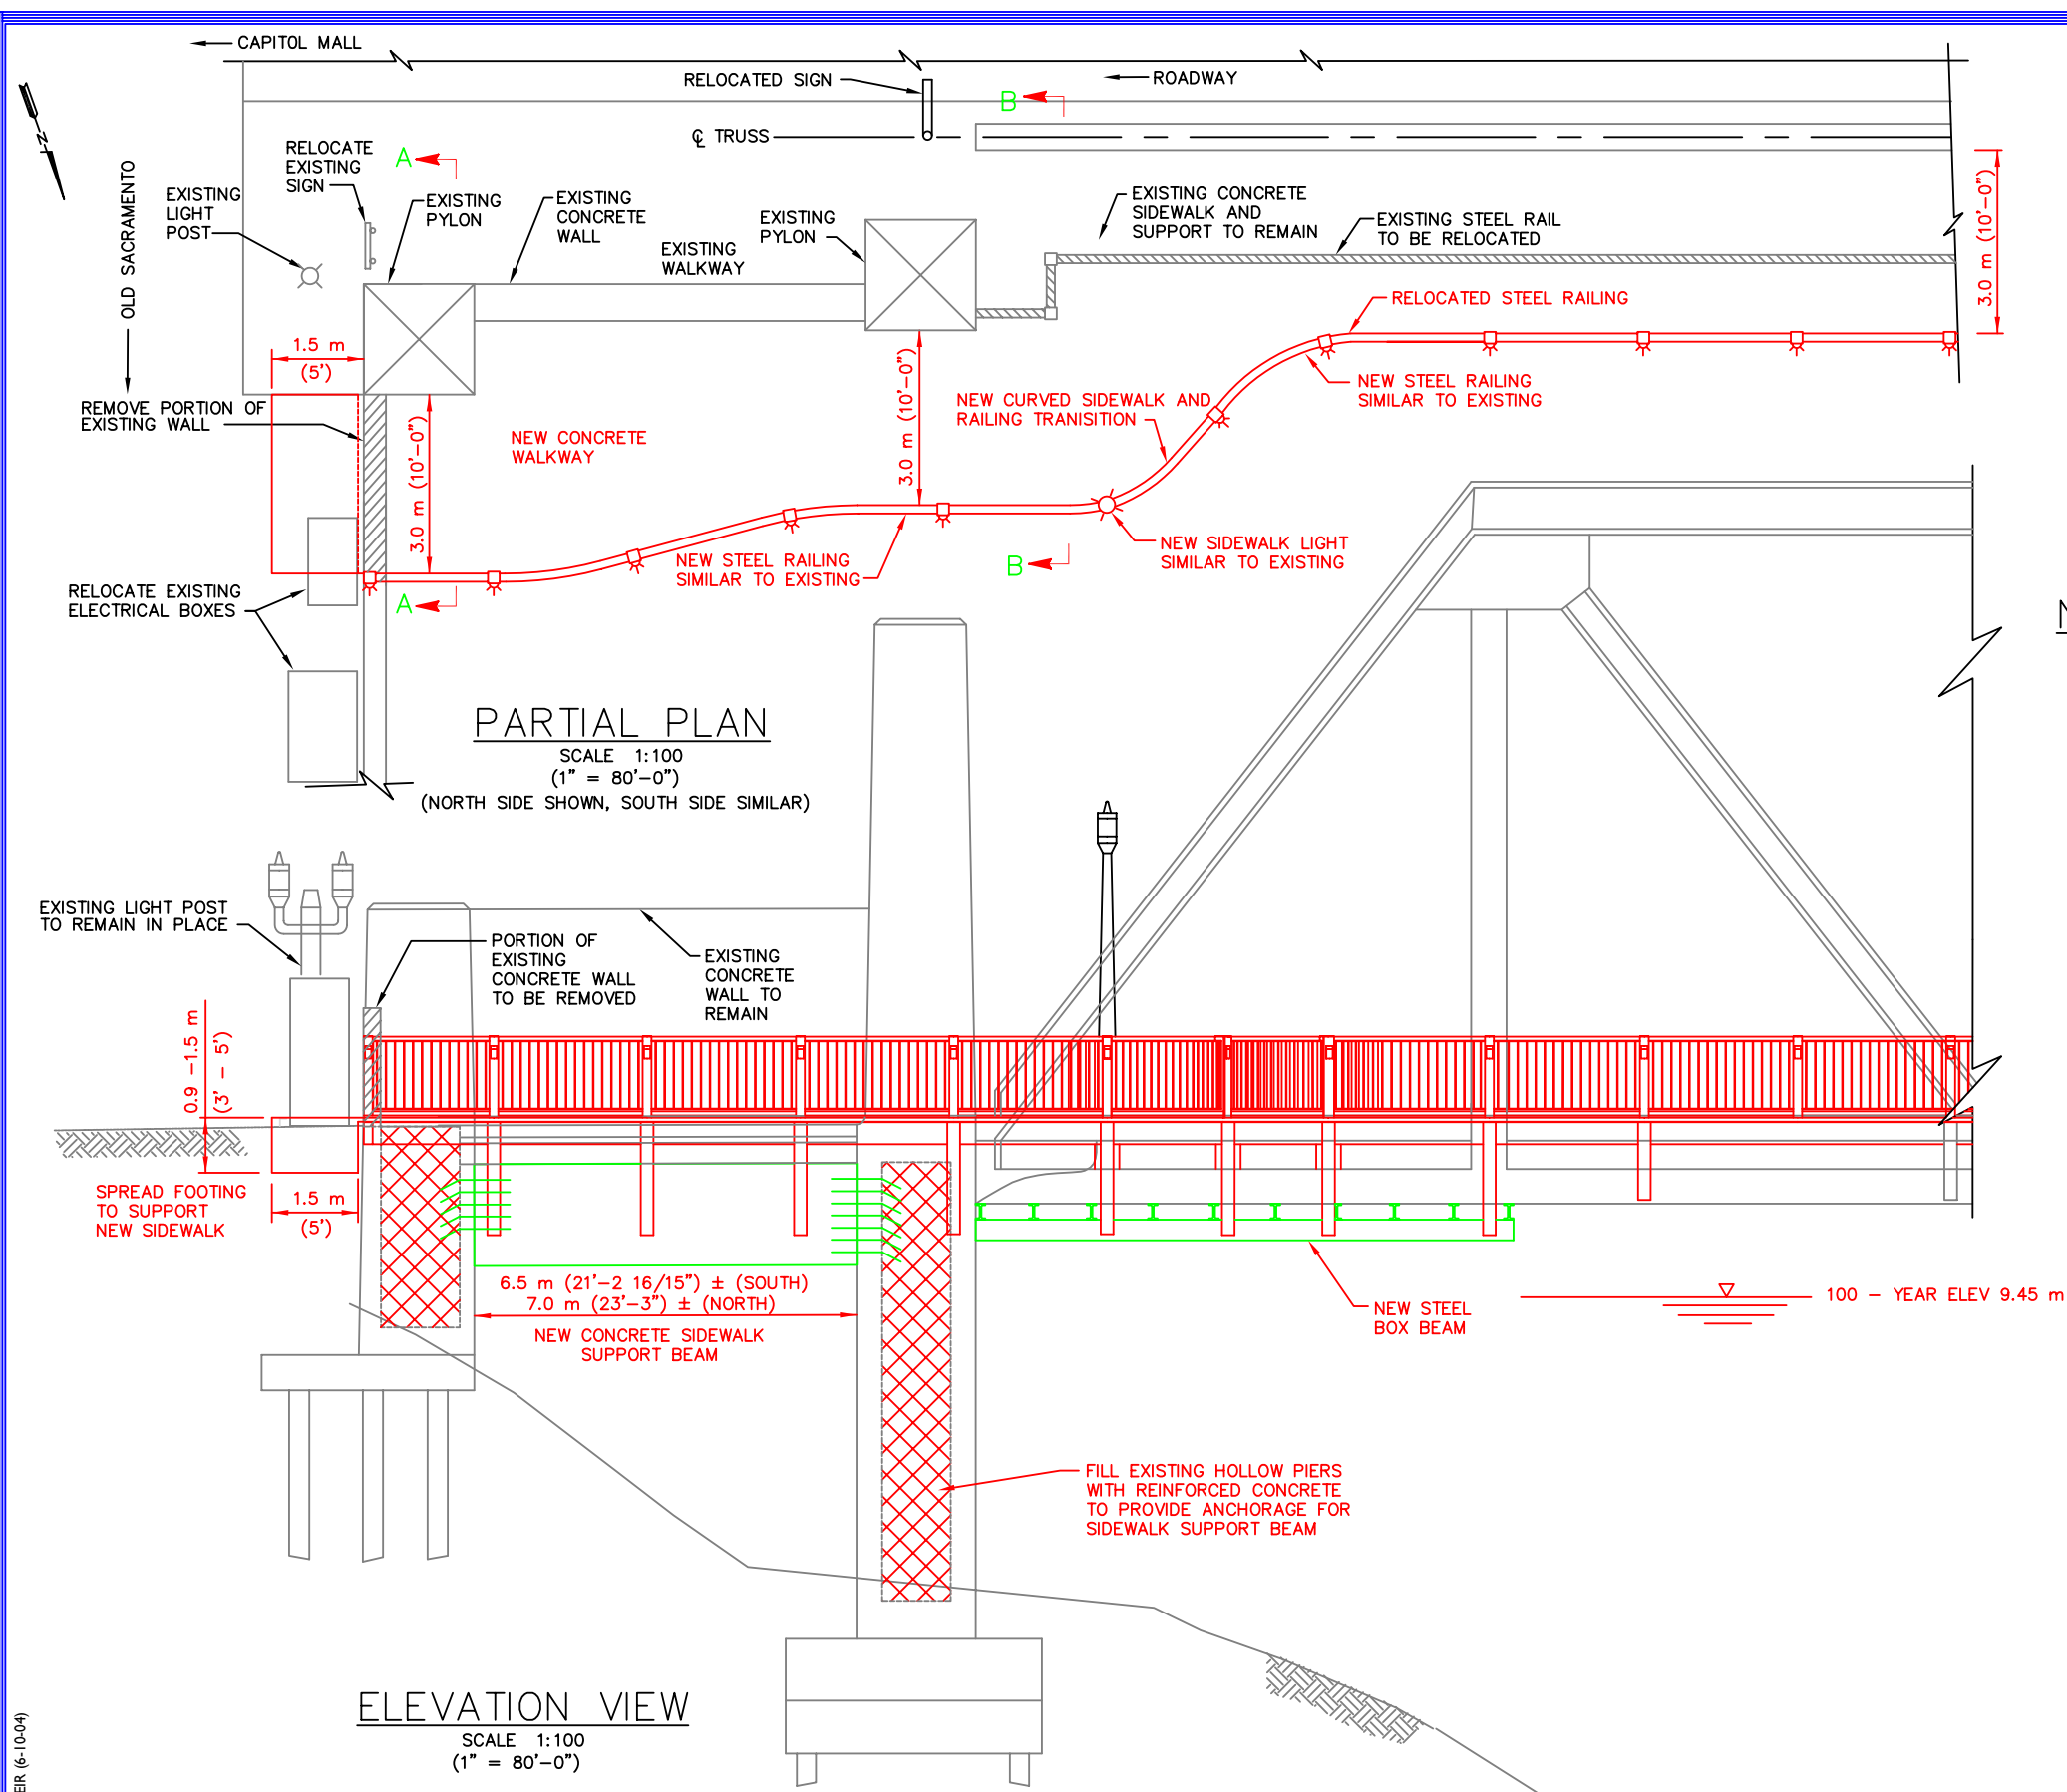 CAPITOL MALL
RELOCATED SIGN
ROADWAY
B
℄ TRUSS
N
OLD SACRAMENTO
RELOCATE
EXISTING
SIGN
A
EXISTING
LIGHT
POST
EXISTING
PYLON
EXISTING
CONCRETE
WALL
EXISTING
WALKWAY
EXISTING
PYLON
EXISTING CONCRETE
SIDEWALK AND
SUPPORT TO REMAIN
EXISTING STEEL RAIL
TO BE RELOCATED
3.0 m (10'-0")
RELOCATED STEEL RAILING
1.5 m
(5')
REMOVE PORTION OF
EXISTING WALL
3.0 m (10'-0")
NEW CONCRETE
WALKWAY
3.0 m (10'-0")
NEW CURVED SIDEWALK AND
RAILING TRANSITION
NEW STEEL RAILING
SIMILAR TO EXISTING
NEW STEEL RAILING
SIMILAR TO EXISTING
B
NEW SIDEWALK LIGHT
SIMILAR TO EXISTING
RELOCATE EXISTING
ELECTRICAL BOXES
A
PARTIAL PLAN
SCALE 1:100
(1" = 80'-0")
(NORTH SIDE SHOWN, SOUTH SIDE SIMILAR)
EXISTING LIGHT POST
TO REMAIN IN PLACE
PORTION OF
EXISTING
CONCRETE WALL
TO BE REMOVED
EXISTING
CONCRETE
WALL TO
REMAIN
0.9 -1.5 m
(3' - 5')
SPREAD FOOTING
TO SUPPORT
NEW SIDEWALK
1.5 m
(5')
6.5 m (21'-2 16/15") ± (SOUTH)
7.0 m (23'-3") ± (NORTH)
NEW CONCRETE SIDEWALK
SUPPORT BEAM
NEW STEEL
BOX BEAM
100 - YEAR ELEV 9.45 m
FILL EXISTING HOLLOW PIERS
WITH REINFORCED CONCRETE
TO PROVIDE ANCHORAGE FOR
SIDEWALK SUPPORT BEAM
ELEVATION VIEW
SCALE 1:100
(1" = 80'-0")
EIR (6-10-04)